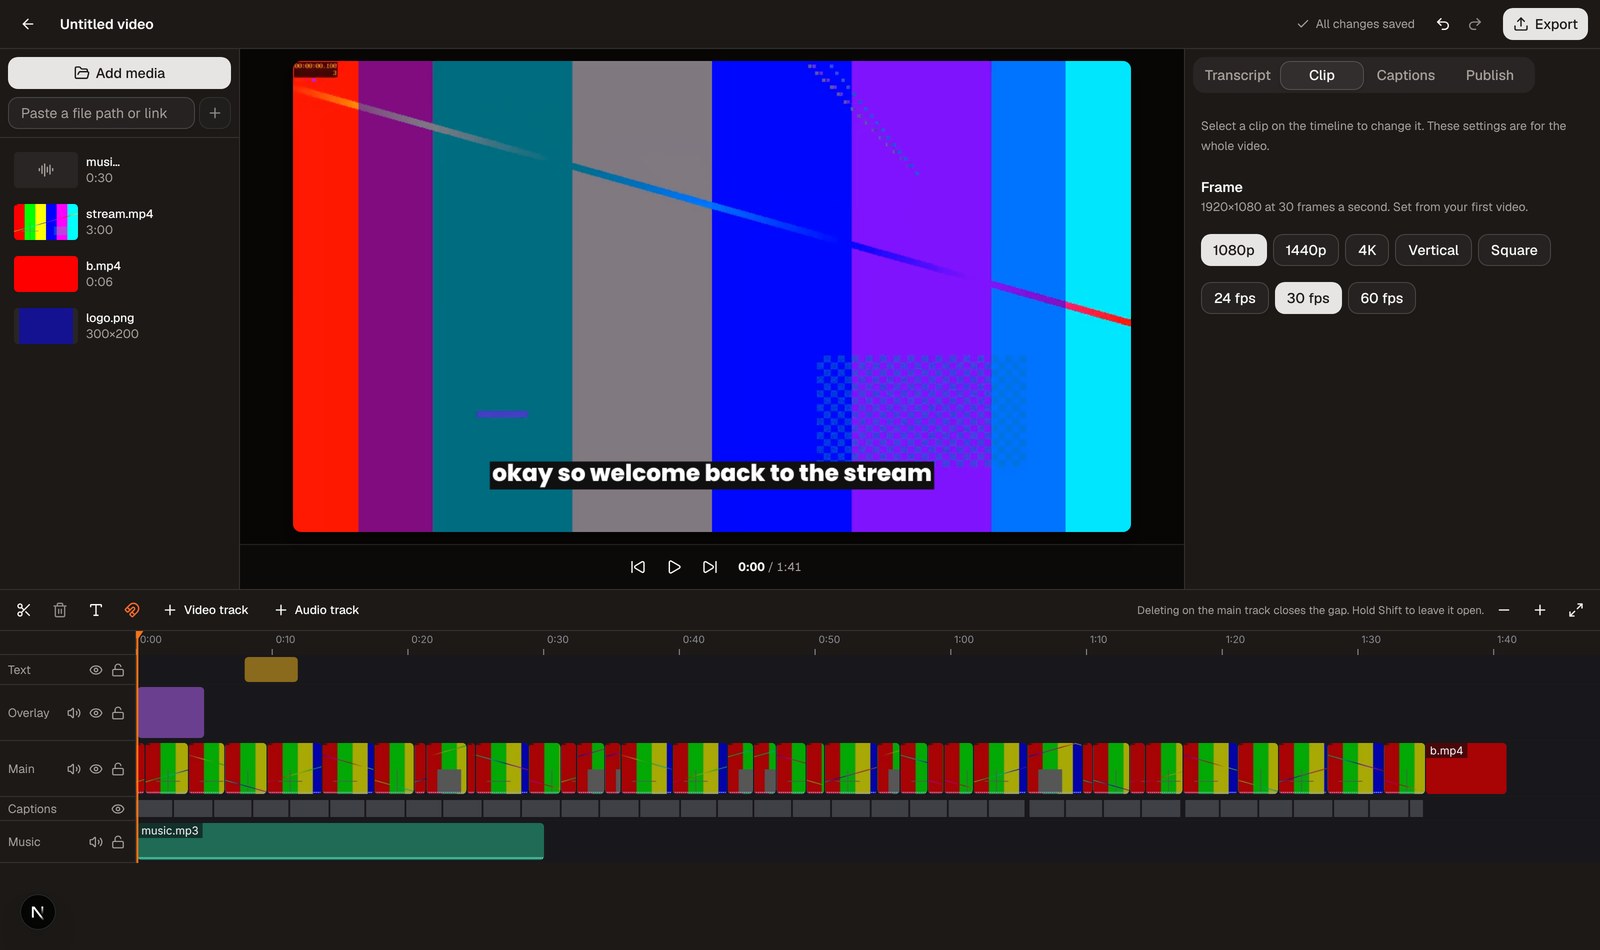 Untitled video
All changes saved
Export
Add media
Paste a file path or link
musi...
0:30
stream.mp4
3:00
b.mp4
0:06
logo.png
300×200
okay so welcome back to the stream
0:00 / 1:41
Transcript
Clip
Captions
Publish
Select a clip on the timeline to change it. These settings are for the
whole video.
Frame
1920×1080 at 30 frames a second. Set from your first video.
1080p
1440p
4K
Vertical
Square
24 fps
30 fps
60 fps
Video track
Audio track
Deleting on the main track closes the gap. Hold Shift to leave it open.
0:00
0:10
0:20
0:30
0:40
0:50
1:00
1:10
1:20
1:30
1:40
Text
Overlay
Main
b.mp4
Captions
Music
music.mp3
N